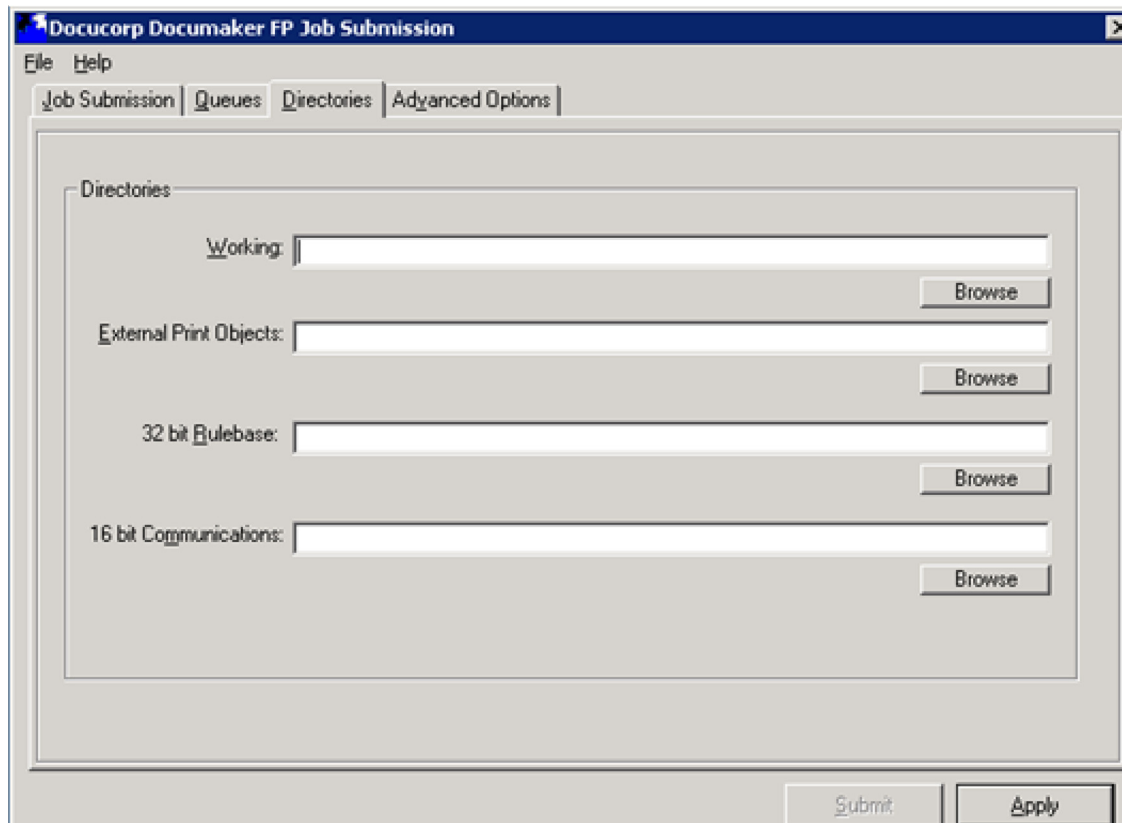 Docucorp Documaker FP Job Submission
File Help
Job Submission Queues Directories Advanced Options
Directories
Working:
Browse
External Print Objects:
Browse
32 bit Rulebase:
Browse
16 bit Communications:
Browse
Submit Apply